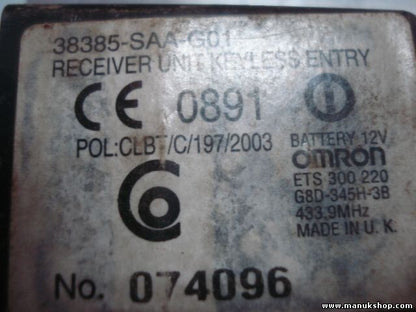 38385-SAA-G01
RECEIVER UNIT KEYLESS ENTRY
CE 0891
POL:CLBT/C/197/2003
BATTERY 12V
OMRON
ETS 300 220
G8D-345H-3B
433.9MHz
MADE IN U.K.
No. 074096
www.manukshop.com